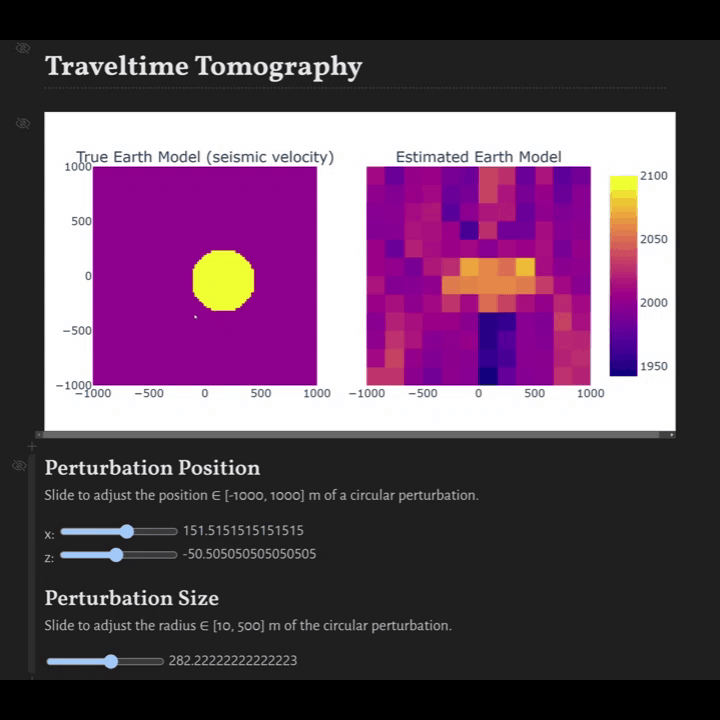 Traveltime Tomography
True Earth Model (seismic velocity)
Estimated Earth Model
1000
500
0
−500
−1000
−1000 −500 0 500 1000
−1000 −500 0 500 1000
2100
2050
2000
1950
Perturbation Position
Slide to adjust the position ∈ [-1000, 1000] m of a circular perturbation.
x: 151.5151515151515
z: -50.505050505050505
Perturbation Size
Slide to adjust the radius ∈ [10, 500] m of the circular perturbation.
282.22222222222223